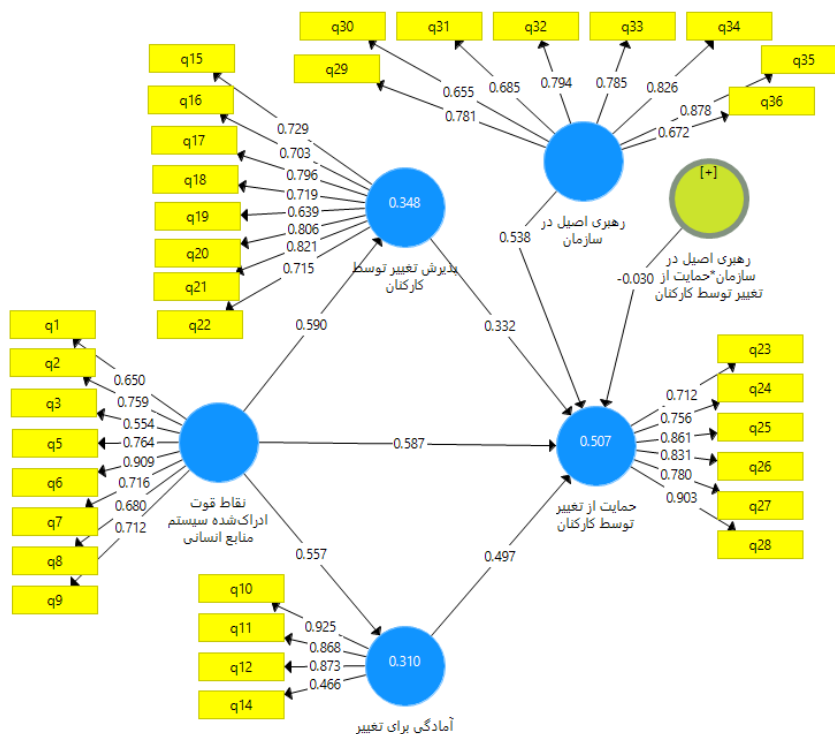 q30
q31
q32
q33
q34
q29
q35
q36
0.655
0.685
0.794
0.785
0.826
0.878
0.781
0.672
q15
q16
q17
q18
q19
q20
q21
q22
0.729
0.703
0.796
0.719
0.639
0.806
0.821
0.715
0.348
پذیرش تغییر توسط
کارکنان
رهبری اصیل در
سازمان
[+]
رهبری اصیل در
سازمان*حمایت از
تغییر توسط کارکنان
0.538
-0.030
0.590
0.332
q1
q2
q3
q5
q6
q7
q8
q9
0.650
0.759
0.554
0.764
0.909
0.716
0.680
0.712
نقاط قوت
ادراک‌شده سیستم
منابع انسانی
0.587
0.507
حمایت از تغییر
توسط کارکنان
q23
q24
q25
q26
q27
q28
0.712
0.756
0.861
0.831
0.780
0.903
0.557
0.497
q10
q11
q12
q14
0.925
0.868
0.873
0.466
0.310
آمادگی برای تغییر